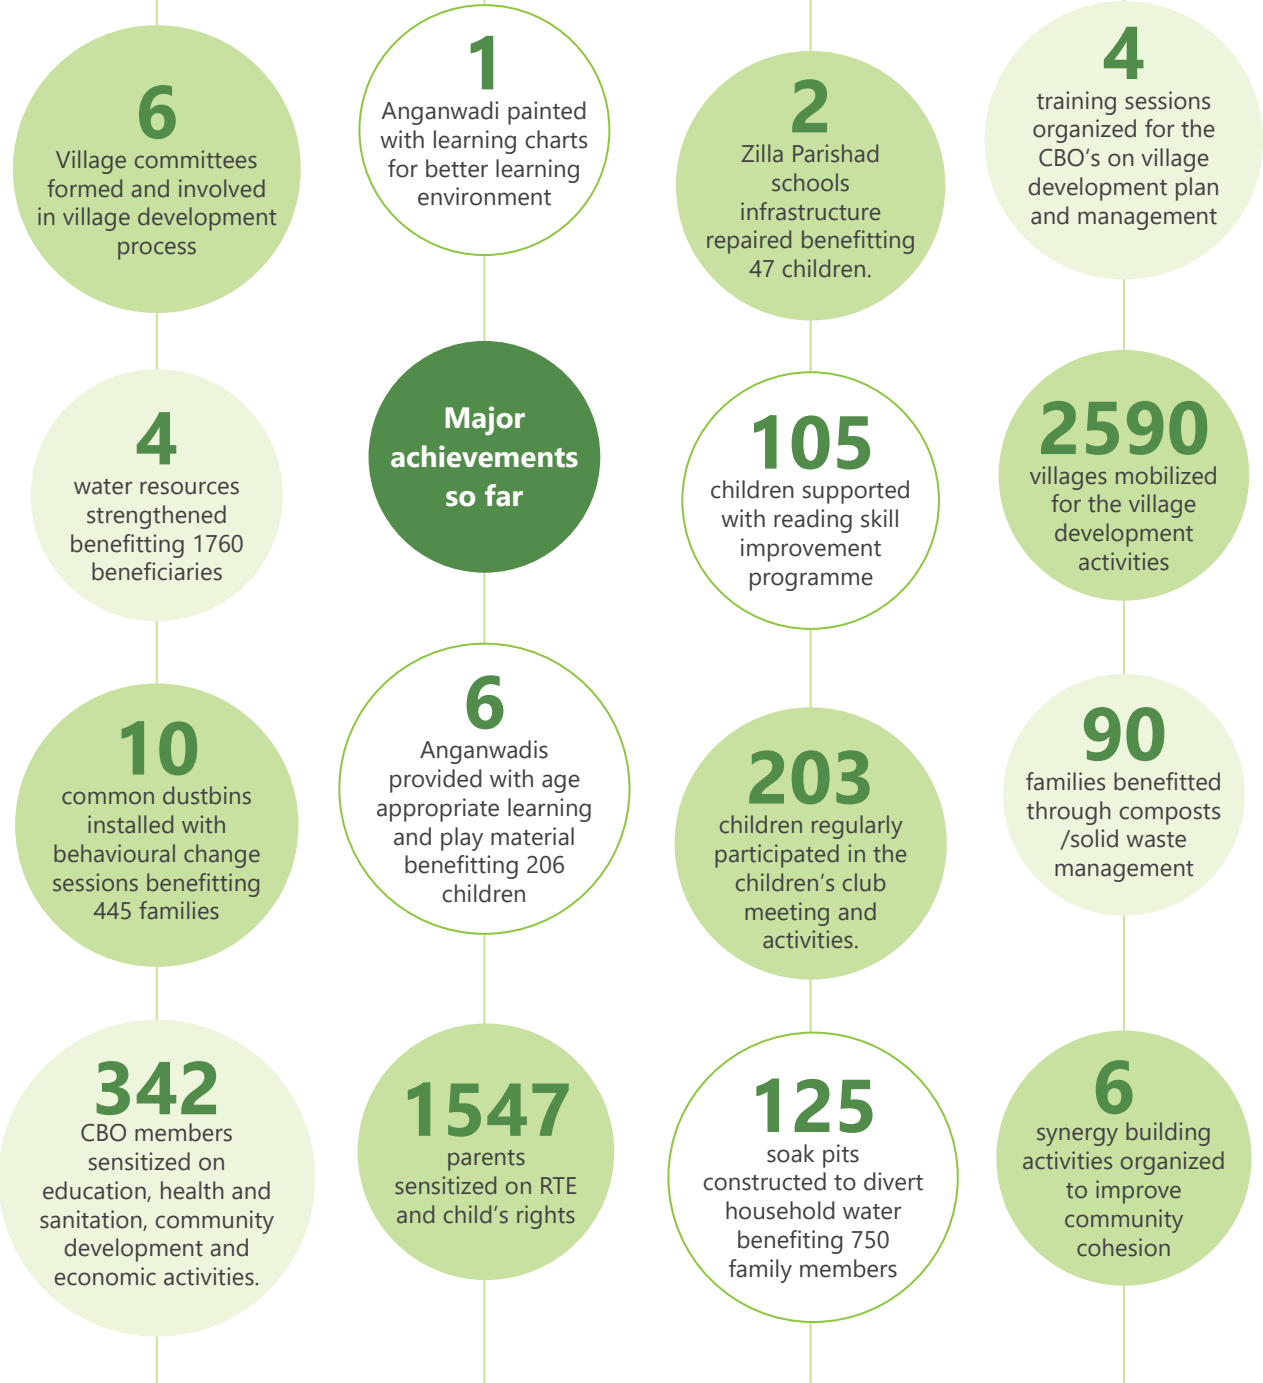 6
Village committees
formed and involved
in village development
process
4
water resources
strengthened
benefitting 1760
beneficiaries
10
common dustbins
installed with
behavioural change
sessions benefitting
445 families
342
CBO members
sensitized on
education, health and
sanitation, community
development and
economic activities.
1
Anganwadi painted
with learning charts
for better learning
environment
Major
achievements
so far
6
Anganwadis
provided with age
appropriate learning
and play material
benefitting 206
children
1547
parents
sensitized on RTE
and child’s rights
2
Zilla Parishad
schools
infrastructure
repaired benefitting
47 children.
105
children supported
with reading skill
improvement
programme
203
children regularly
participated in the
children’s club
meeting and
activities.
125
soak pits
constructed to divert
household water
benefiting 750
family members
4
training sessions
organized for the
CBO’s on village
development plan
and management
2590
villages mobilized
for the village
development
activities
90
families benefitted
through composts
/solid waste
management
6
synergy building
activities organized
to improve
community
cohesion